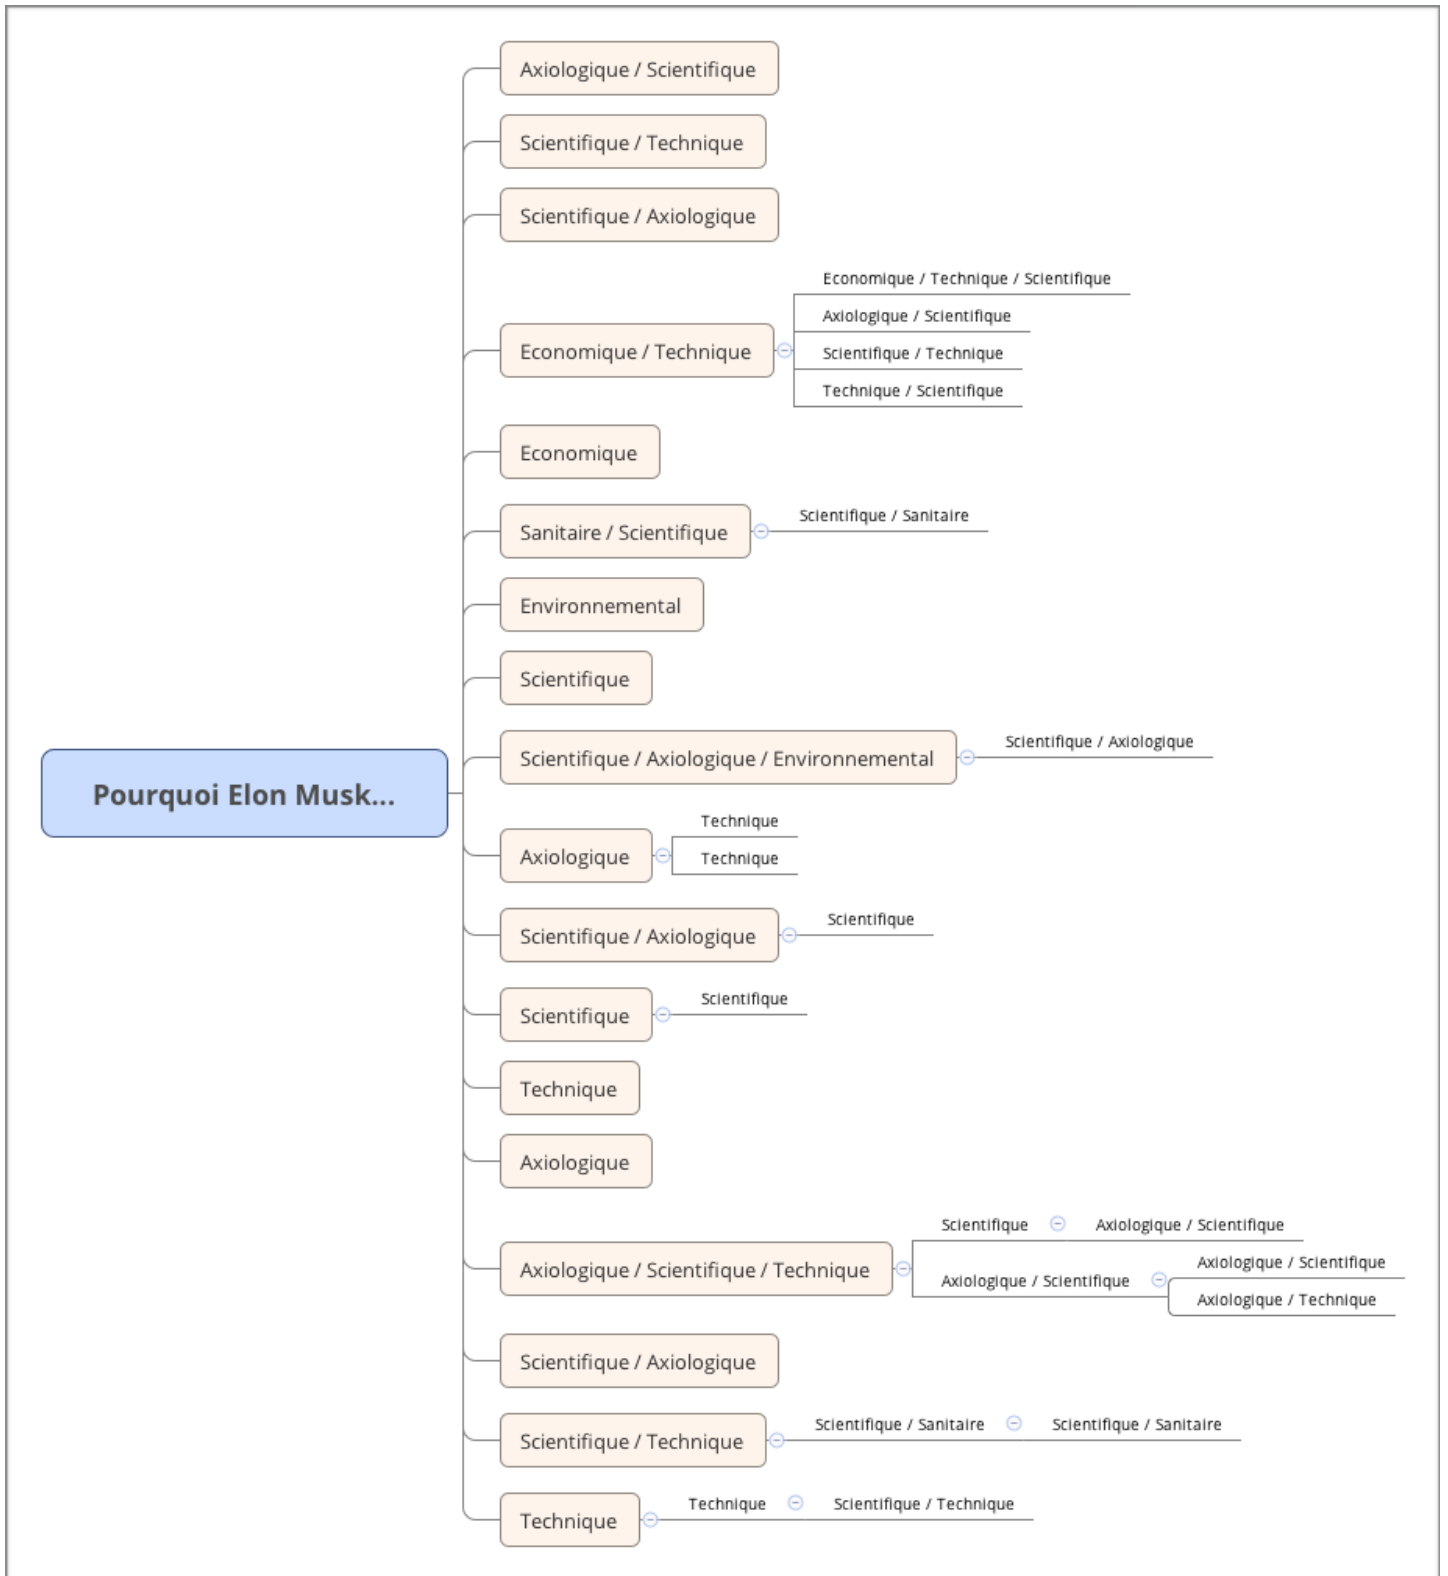 Axiologique / Scientifique
Scientifique / Technique
Scientifique / Axiologique
Economique / Technique
Economique / Technique / Scientifique
Axiologique / Scientifique
Scientifique / Technique
Technique / Scientifique
Economique
Sanitaire / Scientifique
Scientifique / Sanitaire
Environnemental
Scientifique
Scientifique / Axiologique / Environnemental
Scientifique / Axiologique
Pourquoi Elon Musk...
Axiologique
Technique
Technique
Scientifique / Axiologique
Scientifique
Scientifique
Scientifique
Technique
Axiologique
Axiologique / Scientifique / Technique
Scientifique
Axiologique / Scientifique
Axiologique / Scientifique
Axiologique / Scientifique
Axiologique / Technique
Scientifique / Axiologique
Scientifique / Technique
Scientifique / Sanitaire
Scientifique / Sanitaire
Technique
Technique
Scientifique / Technique